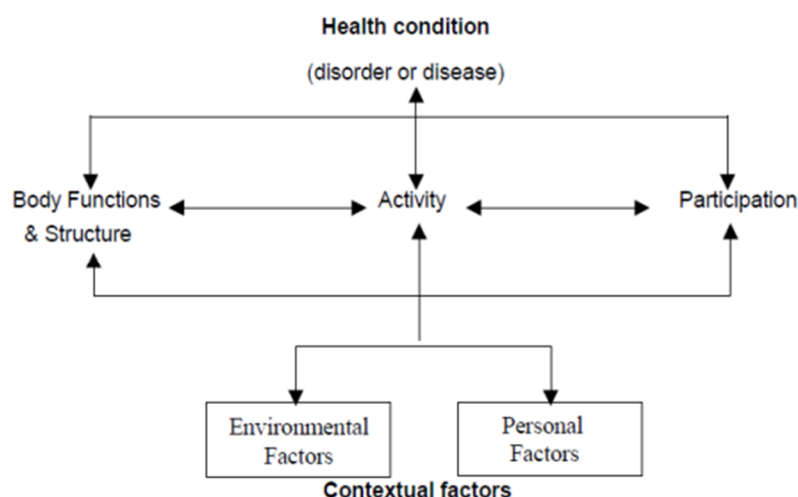 Health condition
(disorder or disease)
Body Functions
& Structure
Activity
Participation
Environmental
Factors
Personal
Factors
Contextual factors